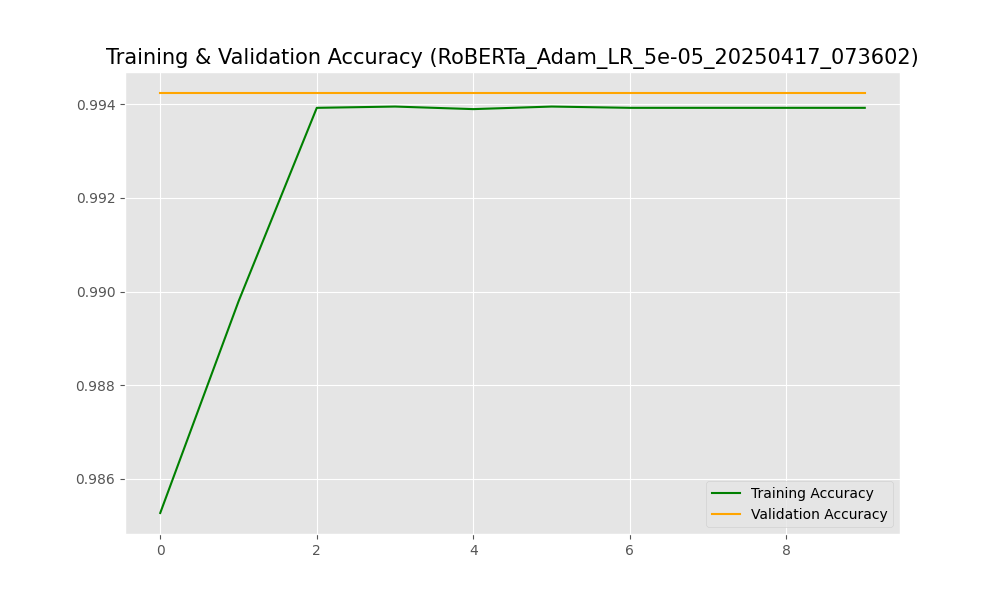 Training & Validation Accuracy (RoBERTa_Adam_LR_5e-05_20250417_073602)
0.994
0.992
0.990
0.988
0.986
Training Accuracy
Validation Accuracy
0 2 4 6 8